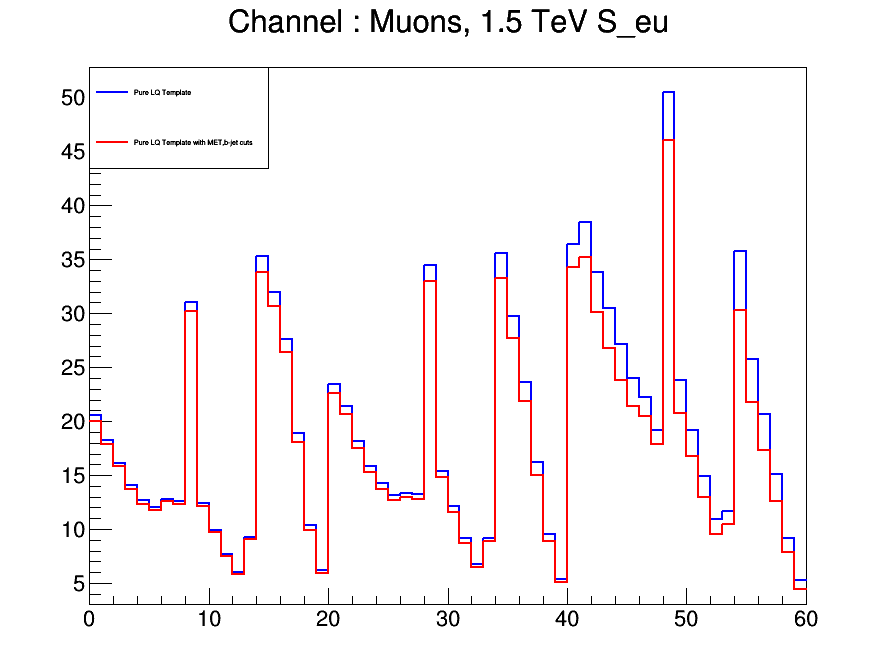 Channel : Muons, 1.5 TeV S_eu
Pure LQ Template
Pure LQ Template with MET,b-jet cuts
50
45
40
35
30
25
20
15
10
5
0 10 20 30 40 50 60